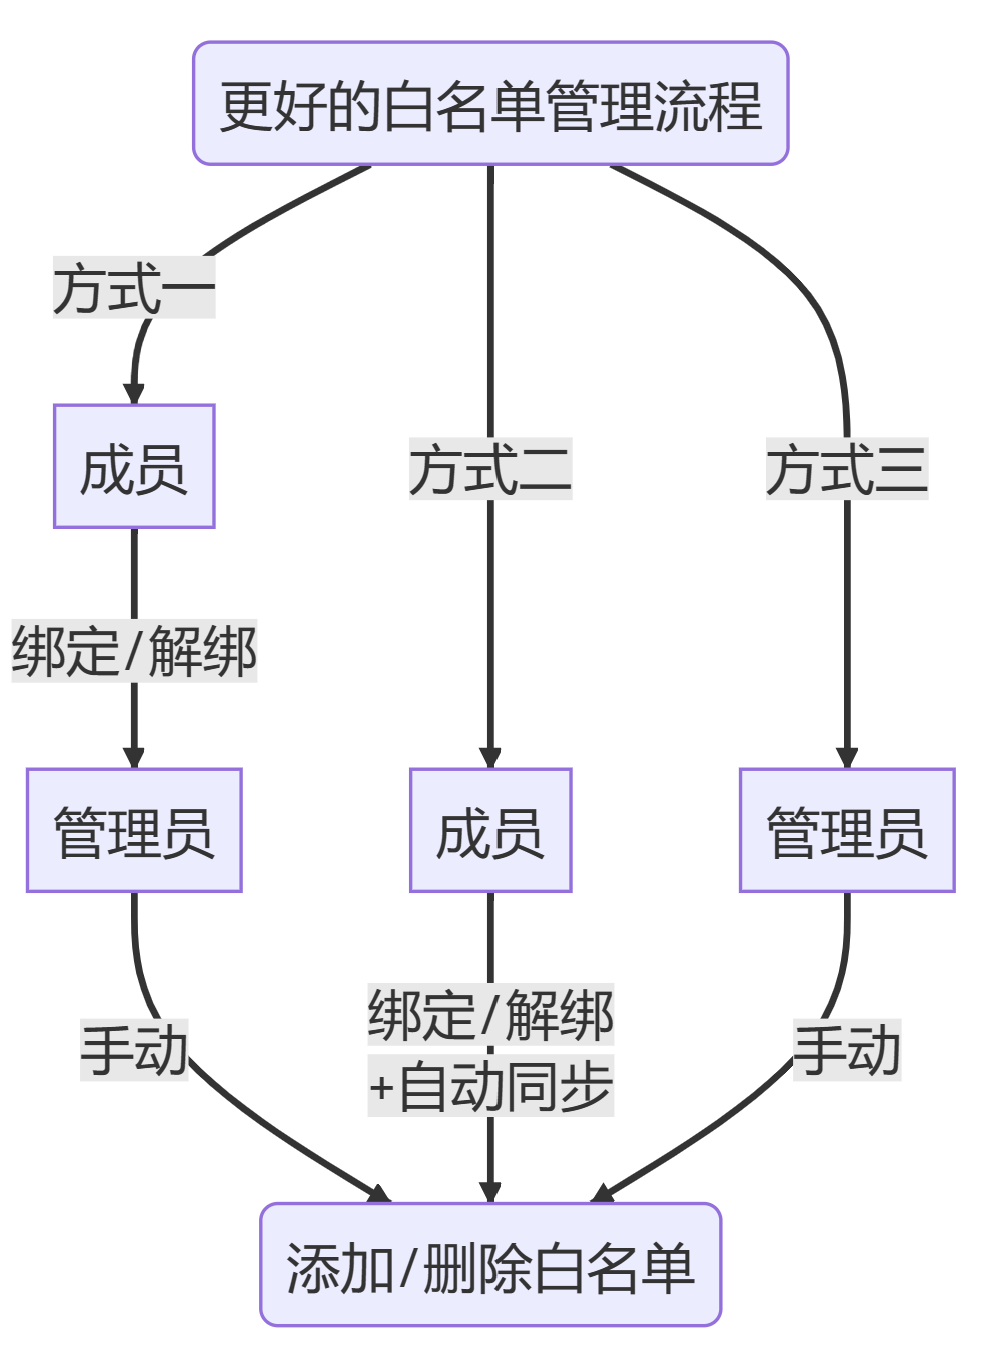 更好的白名单管理流程
方式一
成员
方式二
方式三
绑定/解绑
管理员
成员
管理员
绑定/解绑
+自动同步
手动
手动
添加/删除白名单